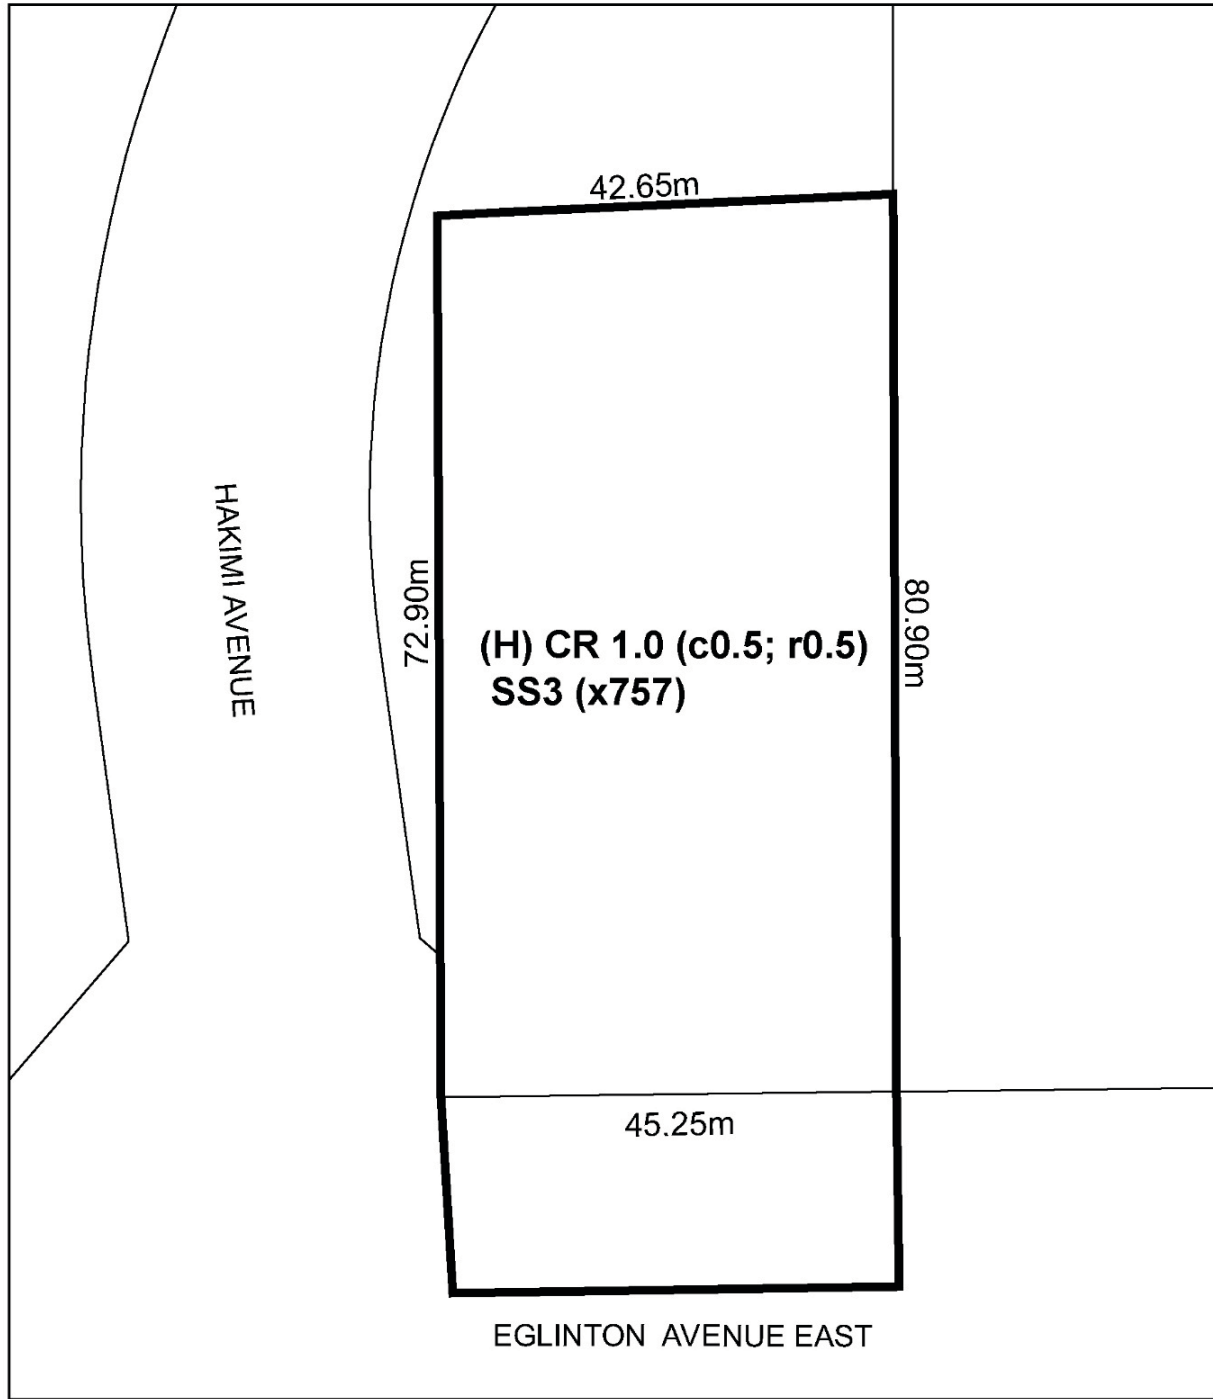 42.65m
HAKIMI AVENUE
72.90m
80.90m
(H) CR 1.0 (c0.5; r0.5)
SS3 (x757)
45.25m
EGLINTON AVENUE EAST